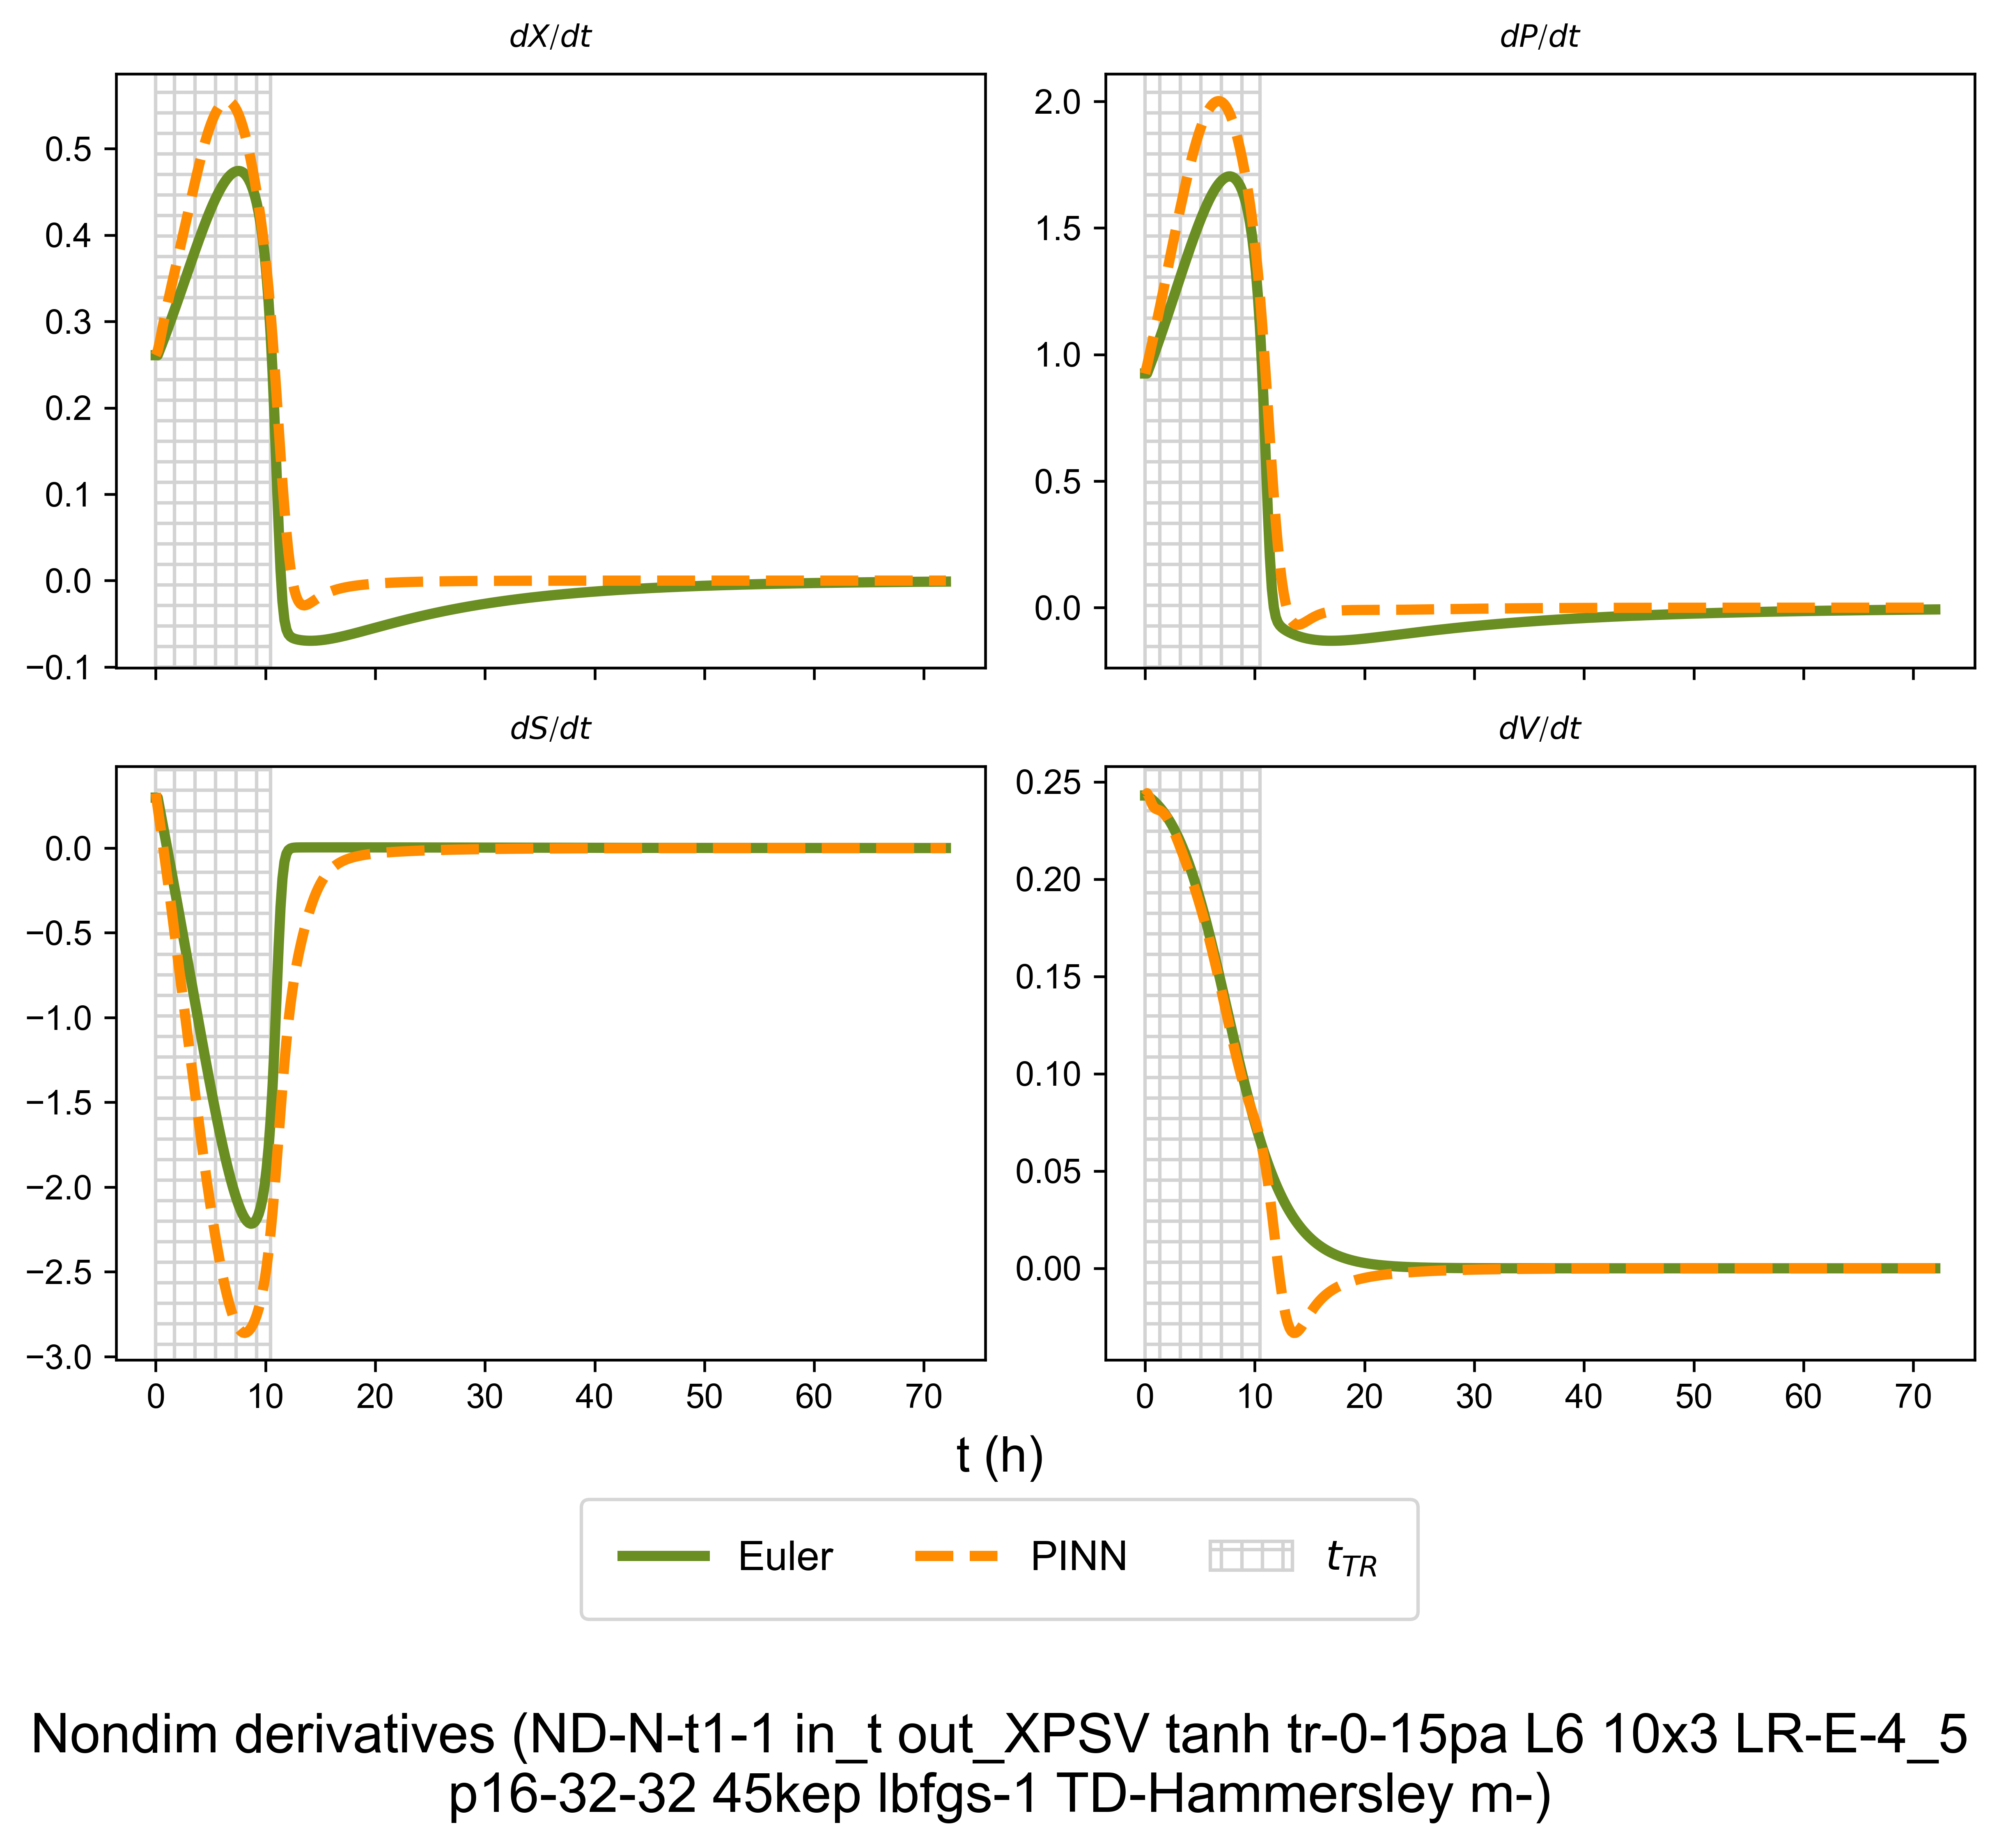 dX/dt
dP/dt
0.5
0.4
0.3
0.2
0.1
0.0
−0.1
2.0
1.5
1.0
0.5
0.0
dS/dt
dV/dt
0.0
−0.5
−1.0
−1.5
−2.0
−2.5
−3.0
0.25
0.20
0.15
0.10
0.05
0.00
0 10 20 30 40 50 60 70
0 10 20 30 40 50 60 70
t (h)
Euler PINN t_TR
Nondim derivatives (ND-N-t1-1 in_t out_XPSV tanh tr-0-15pa L6 10x3 LR-E-4_5
p16-32-32 45kep lbfgs-1 TD-Hammersley m-)